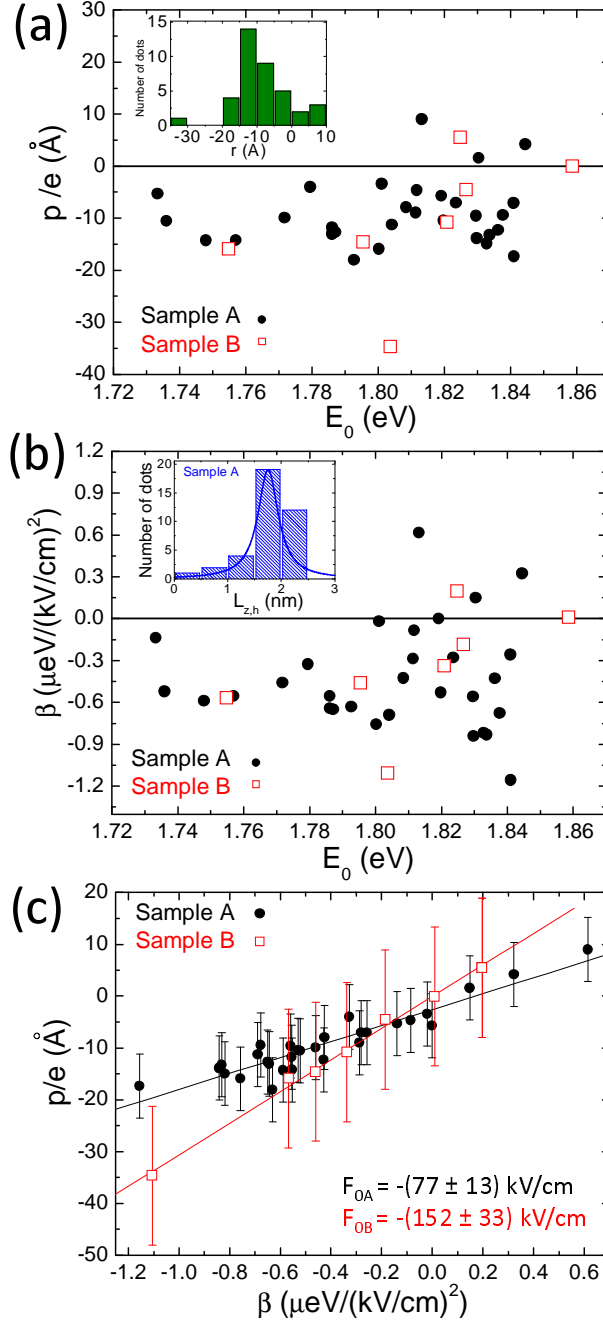 (a)
Number of dots
15
10
5
0
-30 -20 -10 0 10
r (Å)
p /e (Å)
30
20
10
0
-10
-20
-30
-40
Sample A
Sample B
1.72 1.74 1.76 1.78 1.80 1.82 1.84 1.86
E0 (eV)
(b)
Number of dots
20
15
10
5
0
Sample A
0 1 2 3
Lz,h (nm)
β (μeV/(kV/cm)²)
1.2
0.9
0.6
0.3
0.0
-0.3
-0.6
-0.9
-1.2
Sample A
Sample B
1.72 1.74 1.76 1.78 1.80 1.82 1.84 1.86
E0 (eV)
(c)
Sample A
Sample B
p/e (Å)
20
10
0
-10
-20
-30
-40
-50
F0A = -(77 ± 13) kV/cm
F0B = -(152 ± 33) kV/cm
-1.2 -1.0 -0.8 -0.6 -0.4 -0.2 0.0 0.2 0.4 0.6
β (μeV/(kV/cm)²